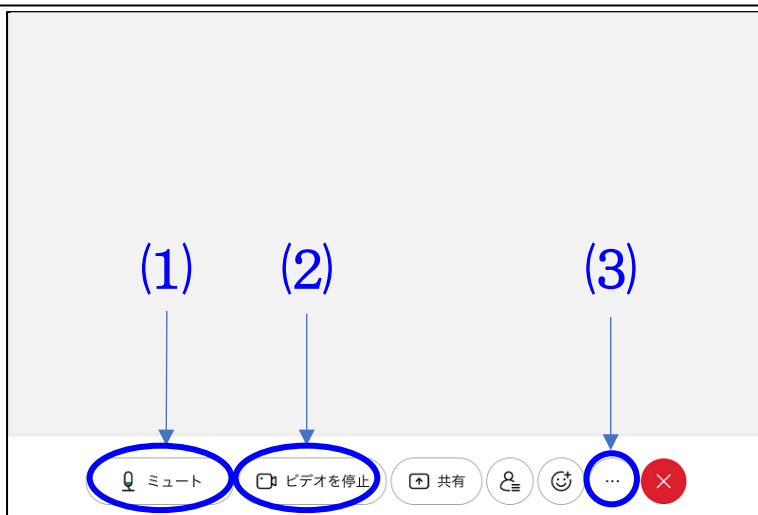 (1) (2) (3)
ミュート ビデオを停止 共有 …